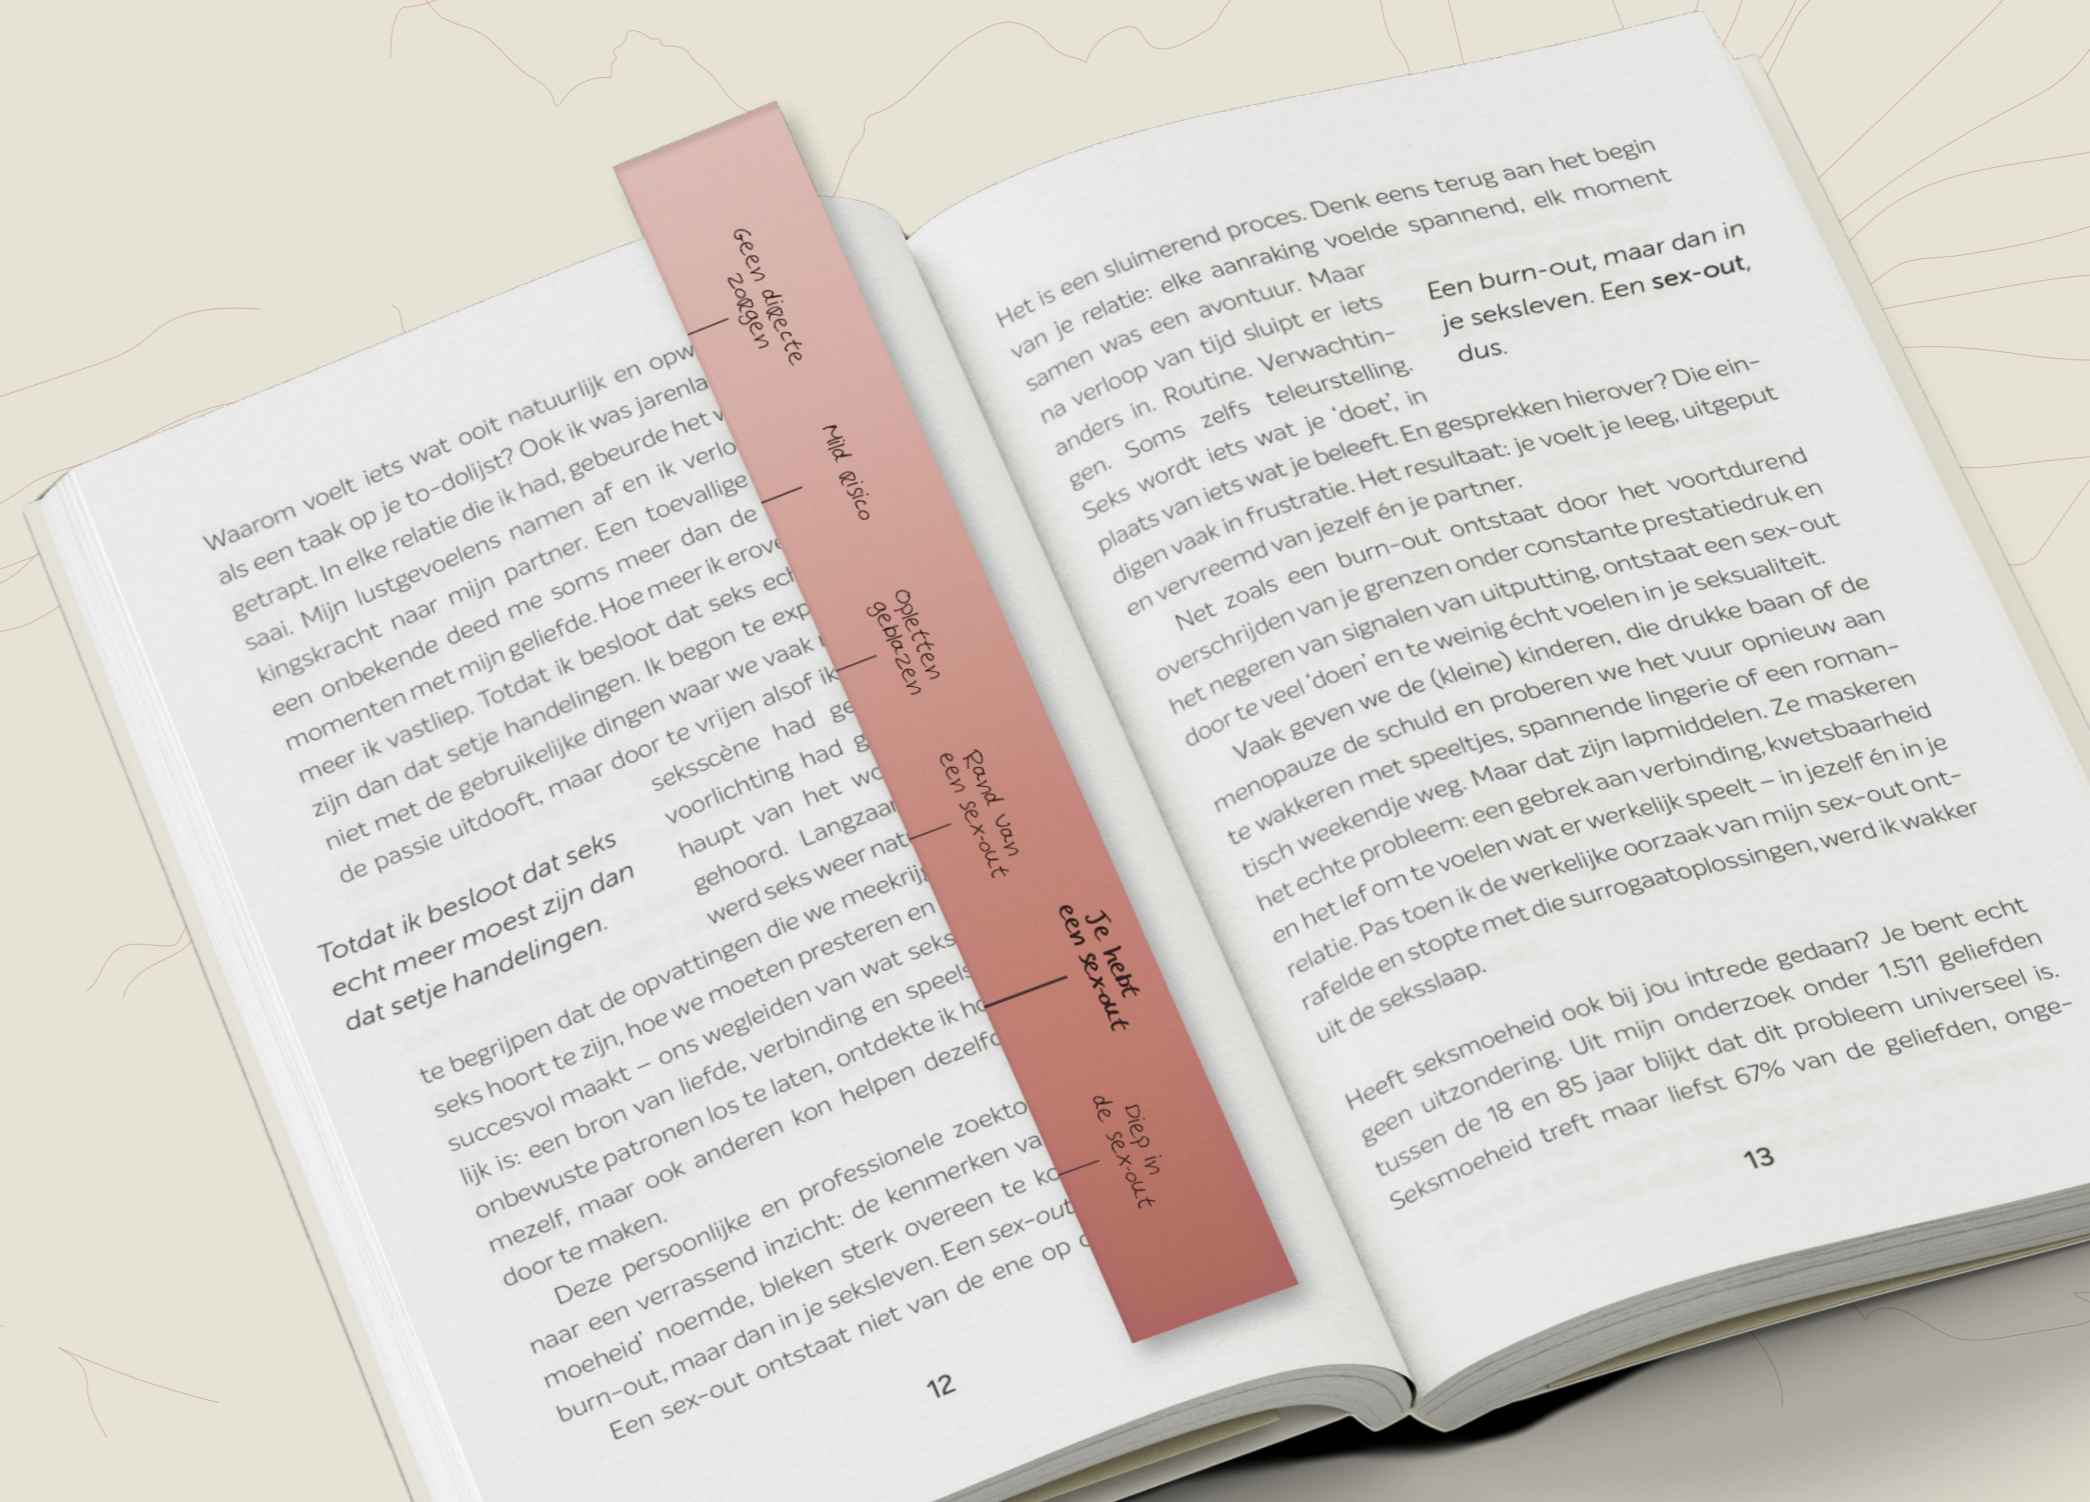 Waarom voelt iets wat ooit natuurlijk en opw
als een taak op je to-dolijst? Ook ik was jarenla
getrapt. In elke relatie die ik had, gebeurde het v
saai. Mijn lustgevoelens namen af en ik verlo
kingskracht naar mijn partner. Een toevallige
een onbekende deed me soms meer dan de
momenten met mijn geliefde. Hoe meer ik erove
meer ik vastliep. Totdat ik besloot dat seks ech
zijn dan dat setje handelingen. Ik begon te exp
niet met de gebruikelijke dingen waar we vaak
de passie uitdooft, maar door te vrijen alsof ik
seksscène had ge
voorlichting had g
haupt van het wo
gehoord. Langzaam
werd seks weer nat
Totdat ik besloot dat seks
echt meer moest zijn dan
dat setje handelingen.
te begrijpen dat de opvattingen die we meekrijg
seks hoort te zijn, hoe we moeten presteren en
succesvol maakt – ons wegleiden van wat seks
lijk is: een bron van liefde, verbinding en speels
onbewuste patronen los te laten, ontdekte ik ho
mezelf, maar ook anderen kon helpen dezelfd
door te maken.
Deze persoonlijke en professionele zoekto
naar een verrassend inzicht: de kenmerken va
moeheid' noemde, bleken sterk overeen te ko
burn-out, maar dan in je seksleven. Een sex-out
Een sex-out ontstaat niet van de ene op d
12
Geen directe
zorgen
Mild risico
Opletten
geblazen
Rand van
een sex-out
Je hebt
een sex-out
Diep in
de sex-out
Het is een sluimerend proces. Denk eens terug aan het begin
van je relatie: elke aanraking voelde spannend, elk moment
samen was een avontuur. Maar
na verloop van tijd sluipt er iets
anders in. Routine. Verwachtin-
gen. Soms zelfs teleurstelling.
Seks wordt iets wat je 'doet', in
Een burn-out, maar dan in
je seksleven. Een sex-out,
dus.
plaats van iets wat je beleeft. En gesprekken hierover? Die ein-
digen vaak in frustratie. Het resultaat: je voelt je leeg, uitgeput
en vervreemd van jezelf én je partner.
Net zoals een burn-out ontstaat door het voortdurend
overschrijden van je grenzen onder constante prestatiedruk en
het negeren van signalen van uitputting, ontstaat een sex-out
door te veel 'doen' en te weinig écht voelen in je seksualiteit.
Vaak geven we de (kleine) kinderen, die drukke baan of de
menopauze de schuld en proberen we het vuur opnieuw aan
te wakkeren met speeltjes, spannende lingerie of een roman-
tisch weekendje weg. Maar dat zijn lapmiddelen. Ze maskeren
het echte probleem: een gebrek aan verbinding, kwetsbaarheid
en het lef om te voelen wat er werkelijk speelt – in jezelf én in je
relatie. Pas toen ik de werkelijke oorzaak van mijn sex-out ont-
rafelde en stopte met die surrogaatoplossingen, werd ik wakker
uit de seksslaap.
Heeft seksmoeheid ook bij jou intrede gedaan? Je bent echt
geen uitzondering. Uit mijn onderzoek onder 1.511 geliefden
tussen de 18 en 85 jaar blijkt dat dit probleem universeel is.
Seksmoeheid treft maar liefst 67% van de geliefden, onge-
13